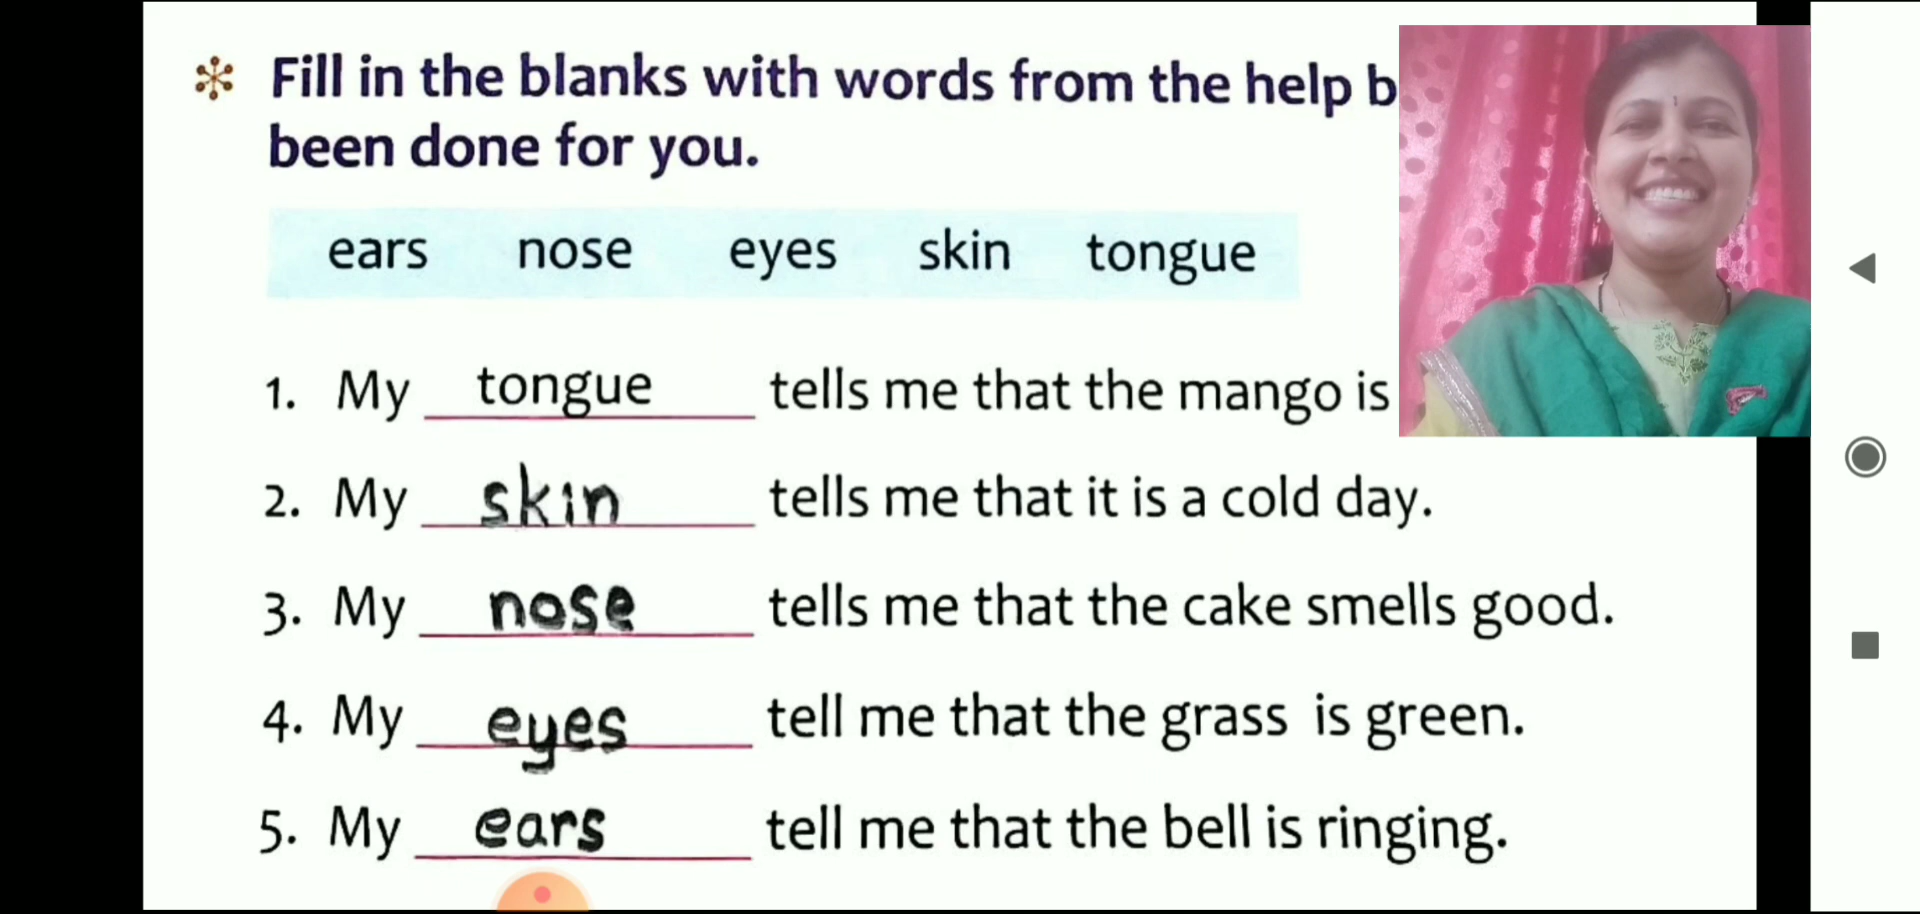 Fill in the blanks with words from the help b
been done for you.
ears nose eyes skin tongue
1. My tongue tells me that the mango is
2. My skin tells me that it is a cold day.
3. My nose tells me that the cake smells good.
4. My eyes tell me that the grass is green.
5. My ears tell me that the bell is ringing.